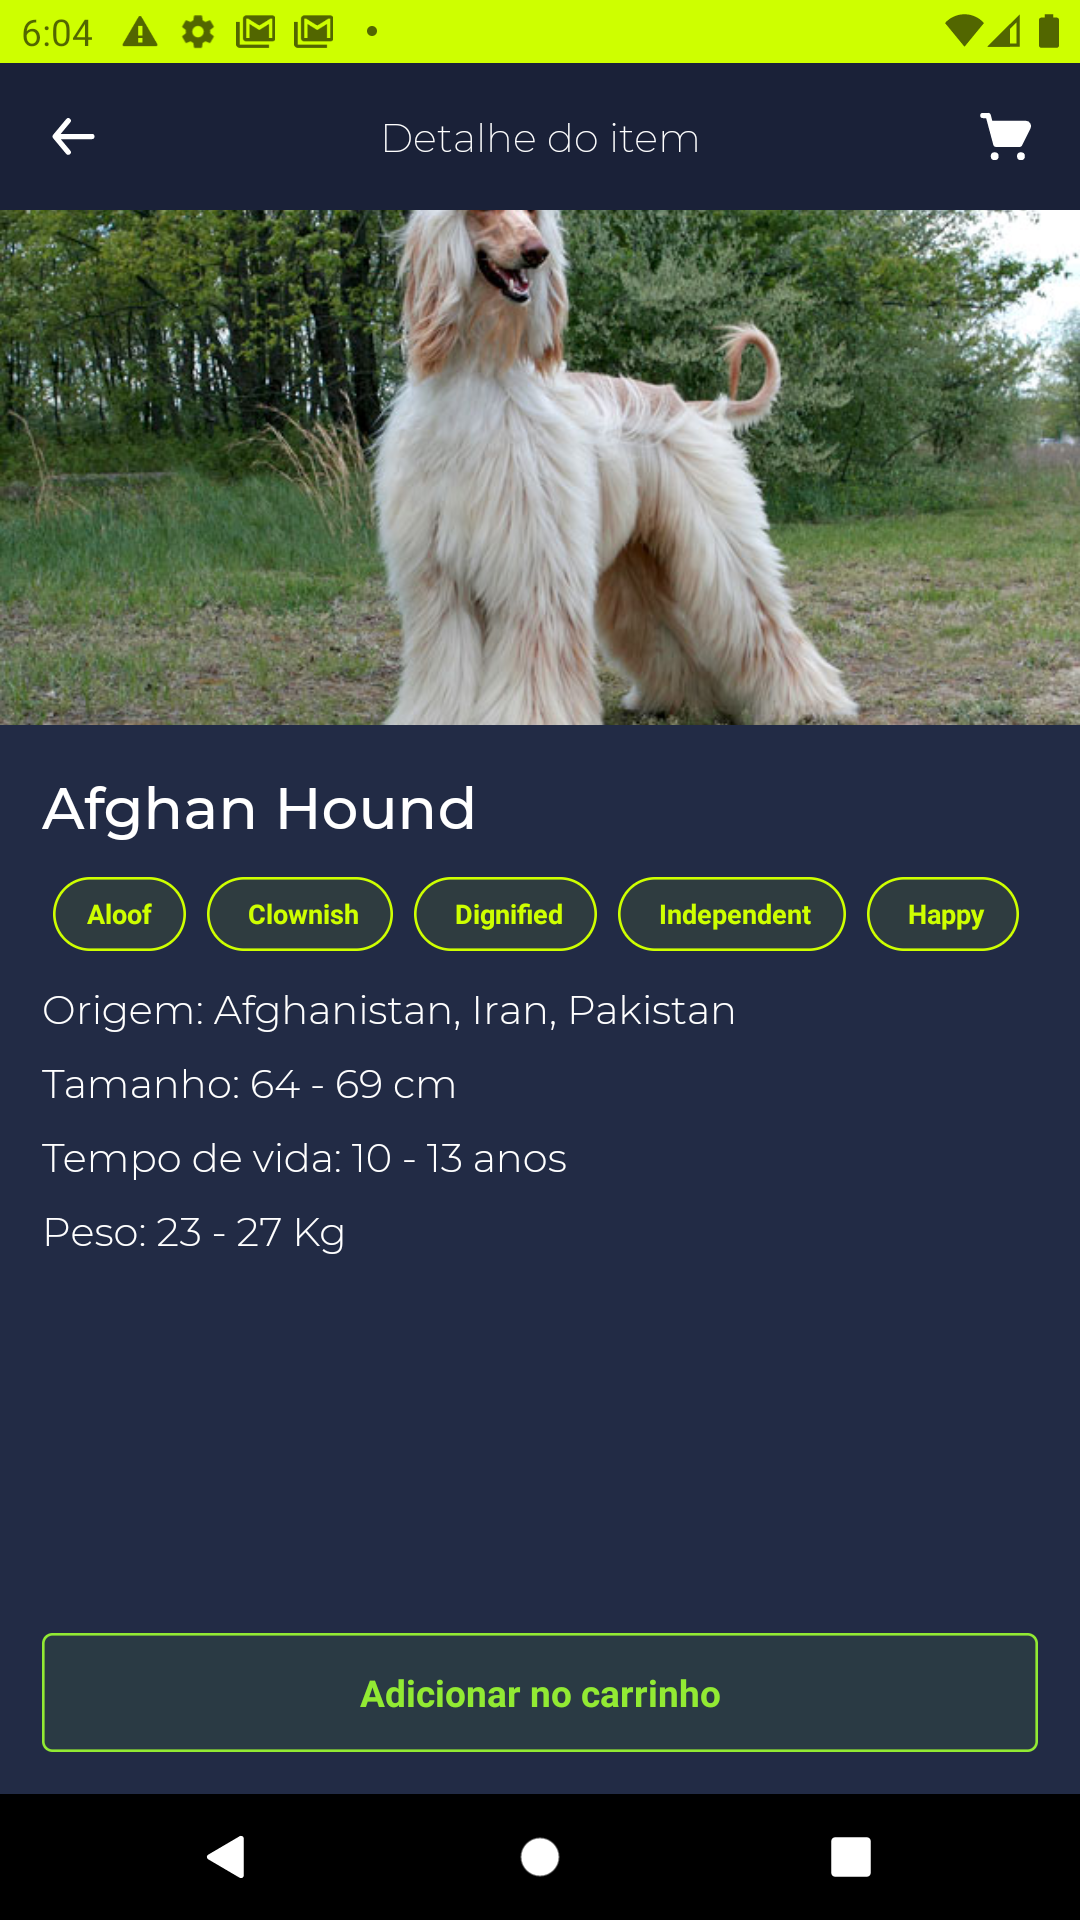 6:04
Detalhe do item
Afghan Hound
Aloof Clownish Dignified Independent Happy
Origem: Afghanistan, Iran, Pakistan
Tamanho: 64 - 69 cm
Tempo de vida: 10 - 13 anos
Peso: 23 - 27 Kg
Adicionar no carrinho